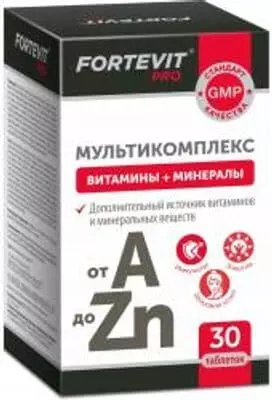 FORTEVIT
PRO
СТАНДАРТ
GMP
КАЧЕСТВА
МУЛЬТИКОМПЛЕКС
ВИТАМИНЫ + МИНЕРАЛЫ
Дополнительный источник витаминов
и минеральных веществ
от А
до Zn
30
таблеток